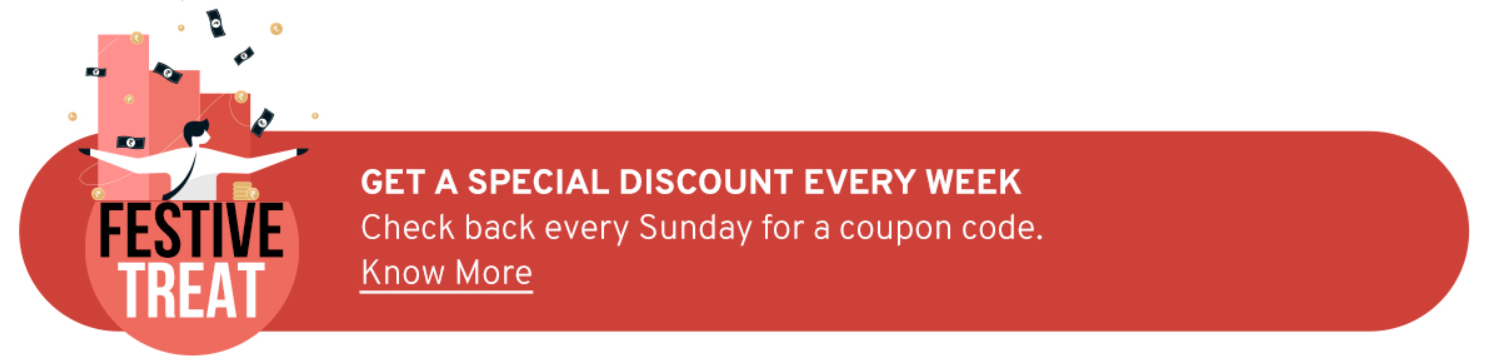 FESTIVE
TREAT
GET A SPECIAL DISCOUNT EVERY WEEK
Check back every Sunday for a coupon code.
Know More